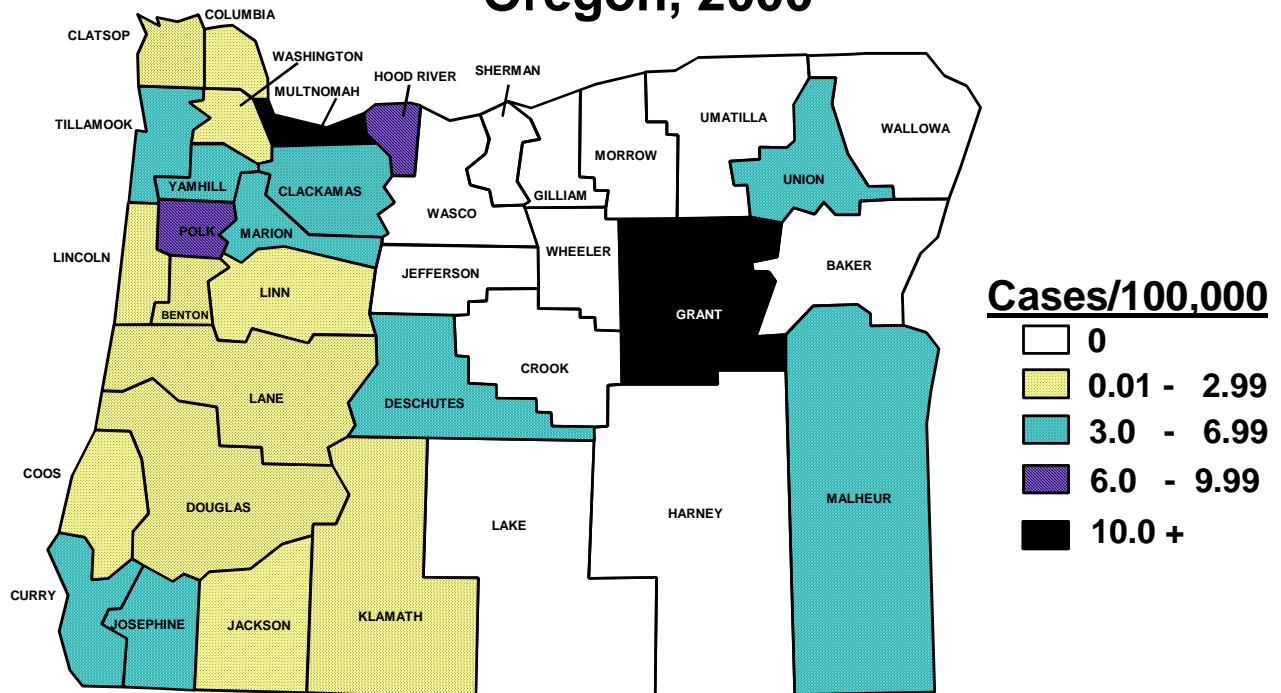 Oregon, 2000
COLUMBIA
CLATSOP
WASHINGTON
HOOD RIVER
SHERMAN
MULTNOMAH
TILLAMOOK
UMATILLA
WALLOWA
MORROW
YAMHILL
CLACKAMAS
UNION
GILLIAM
WASCO
POLK
MARION
WHEELER
LINCOLN
JEFFERSON
BAKER
LINN
BENTON
GRANT
CROOK
LANE
DESCHUTES
COOS
DOUGLAS
LAKE
HARNEY
MALHEUR
CURRY
JOSEPHINE
JACKSON
KLAMATH
Cases/100,000
0
0.01 - 2.99
3.0 - 6.99
6.0 - 9.99
10.0 +